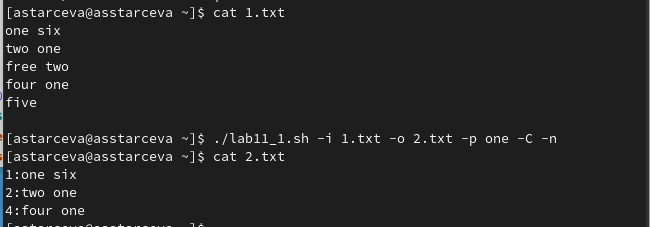 [astarceva@asstarceva ~]$ cat 1.txt
one six
two one
free two
four one
five
[astarceva@asstarceva ~]$ ./lab11_1.sh -i 1.txt -o 2.txt -p one -C -n
[astarceva@asstarceva ~]$ cat 2.txt
1:one six
2:two one
4:four one